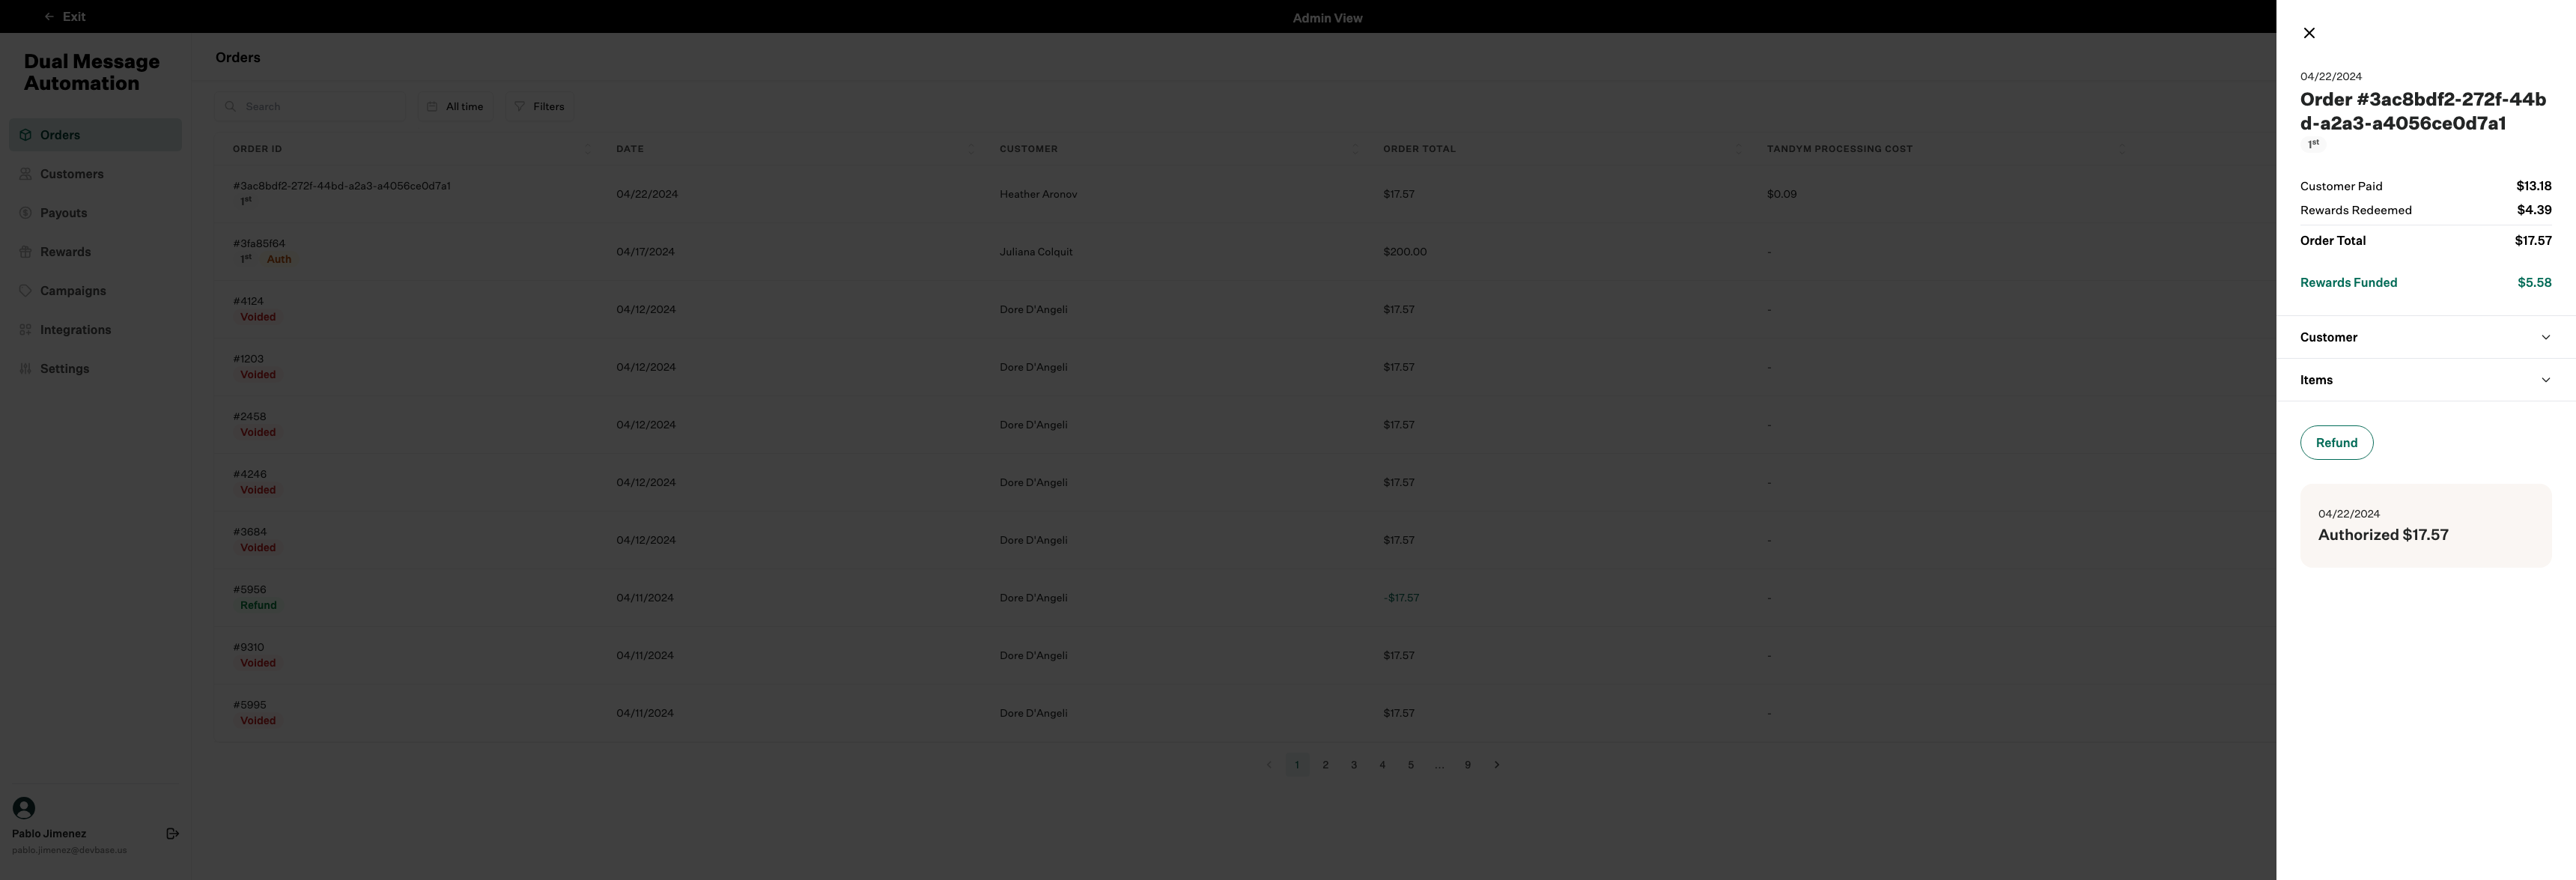 ← Exit
Admin View
Dual Message
Automation
Orders
Customers
Payouts
Rewards
Campaigns
Integrations
Settings
Pablo Jimenez
pablo.jimenez@devbase.us
Orders
Search
All time
Filters
ORDER ID DATE CUSTOMER ORDER TOTAL TANDYM PROCESSING COST
#3ac8bdf2-272f-44bd-a2a3-a4056ce0d7a1 04/22/2024 Heather Aronov $17.57 $0.09
1st
#3fa85f64 04/17/2024 Juliana Colquit $200.00 -
1st Auth
#4124 04/12/2024 Dore D'Angeli $17.57 -
Voided
#1203 04/12/2024 Dore D'Angeli $17.57 -
Voided
#2458 04/12/2024 Dore D'Angeli $17.57 -
Voided
#4246 04/12/2024 Dore D'Angeli $17.57 -
Voided
#3684 04/12/2024 Dore D'Angeli $17.57 -
Voided
#5956 04/11/2024 Dore D'Angeli -$17.57 -
Refund
#9310 04/11/2024 Dore D'Angeli $17.57 -
Voided
#5995 04/11/2024 Dore D'Angeli $17.57 -
Voided
1 2 3 4 5 ... 9
04/22/2024
Order #3ac8bdf2-272f-44b
d-a2a3-a4056ce0d7a1
1st
Customer Paid $13.18
Rewards Redeemed $4.39
Order Total $17.57
Rewards Funded $5.58
Customer
Items
Refund
04/22/2024
Authorized $17.57